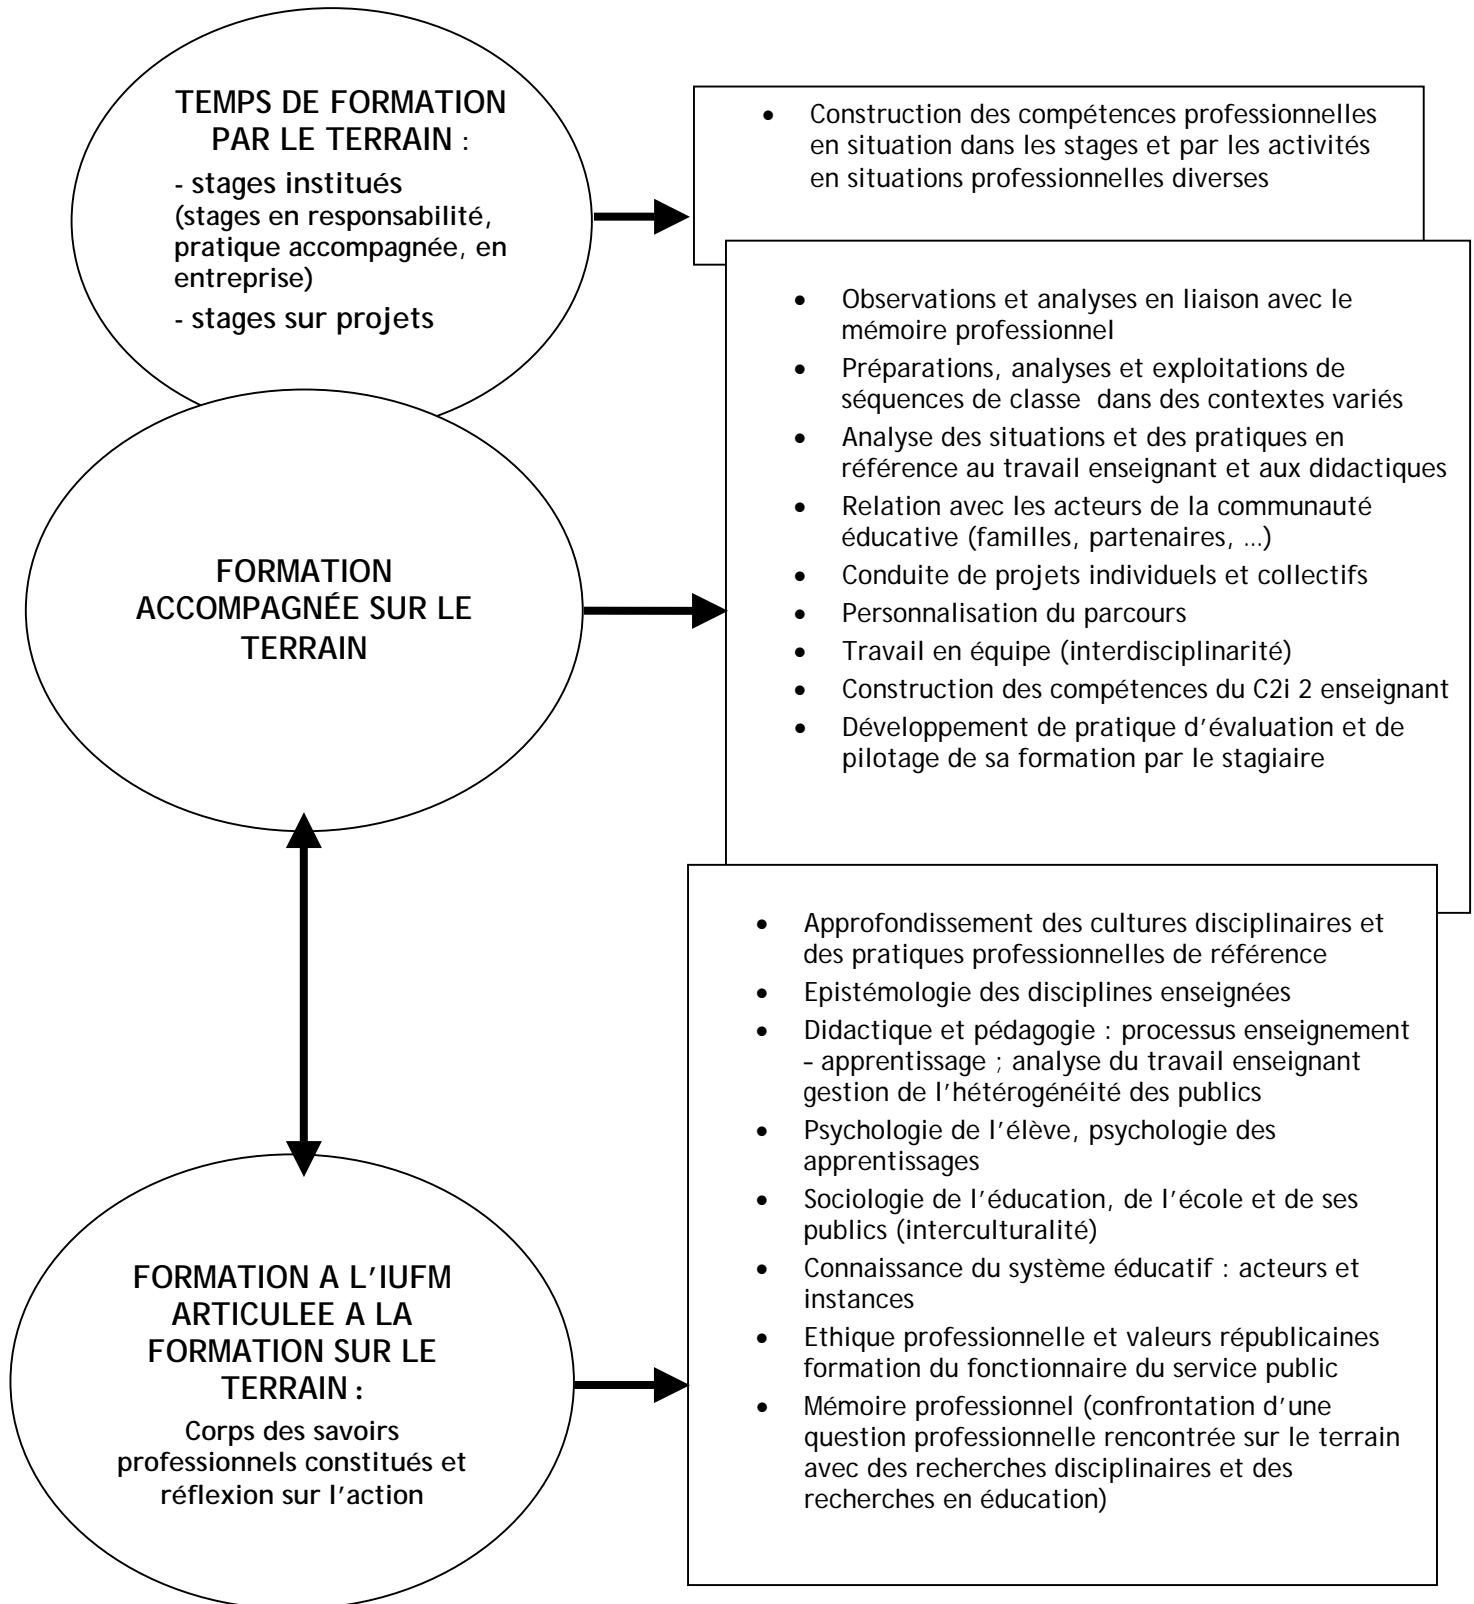 TEMPS DE FORMATION
PAR LE TERRAIN :
- stages institués
(stages en responsabilité,
pratique accompagnée, en
entreprise)
- stages sur projets
• Construction des compétences professionnelles
en situation dans les stages et par les activités
en situations professionnelles diverses
FORMATION
ACCOMPAGNÉE SUR LE
TERRAIN
• Observations et analyses en liaison avec le
mémoire professionnel
• Préparations, analyses et exploitations de
séquences de classe dans des contextes variés
• Analyse des situations et des pratiques en
référence au travail enseignant et aux didactiques
• Relation avec les acteurs de la communauté
éducative (familles, partenaires, …)
• Conduite de projets individuels et collectifs
• Personnalisation du parcours
• Travail en équipe (interdisciplinarité)
• Construction des compétences du C2i 2 enseignant
• Développement de pratique d’évaluation et de
pilotage de sa formation par le stagiaire
FORMATION A L’IUFM
ARTICULEE A LA
FORMATION SUR LE
TERRAIN :
Corps des savoirs
professionnels constitués et
réflexion sur l’action
• Approfondissement des cultures disciplinaires et
des pratiques professionnelles de référence
• Epistémologie des disciplines enseignées
• Didactique et pédagogie : processus enseignement
– apprentissage ; analyse du travail enseignant
gestion de l’hétérogénéité des publics
• Psychologie de l’élève, psychologie des
apprentissages
• Sociologie de l’éducation, de l’école et de ses
publics (interculturalité)
• Connaissance du système éducatif : acteurs et
instances
• Ethique professionnelle et valeurs républicaines
formation du fonctionnaire du service public
• Mémoire professionnel (confrontation d’une
question professionnelle rencontrée sur le terrain
avec des recherches disciplinaires et des
recherches en éducation)